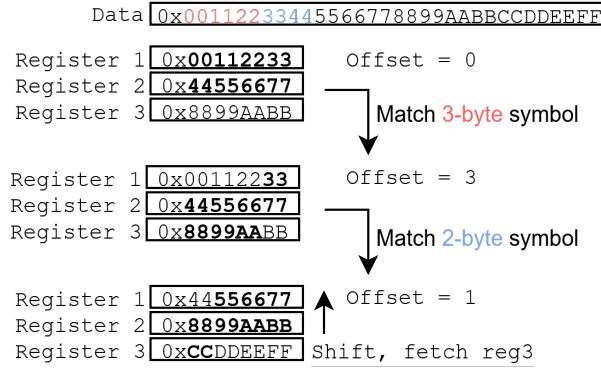 Data 0x00112233445566778899AABBCCDDEEFF
Register 1 0x00112233 Offset = 0
Register 2 0x44556677
Register 3 0x8899AABB
Match 3-byte symbol
Register 1 0x00112233 Offset = 3
Register 2 0x44556677
Register 3 0x8899AABB
Match 2-byte symbol
Register 1 0x44556677 Offset = 1
Register 2 0x8899AABB
Register 3 0xCCDDEEFF Shift, fetch reg3